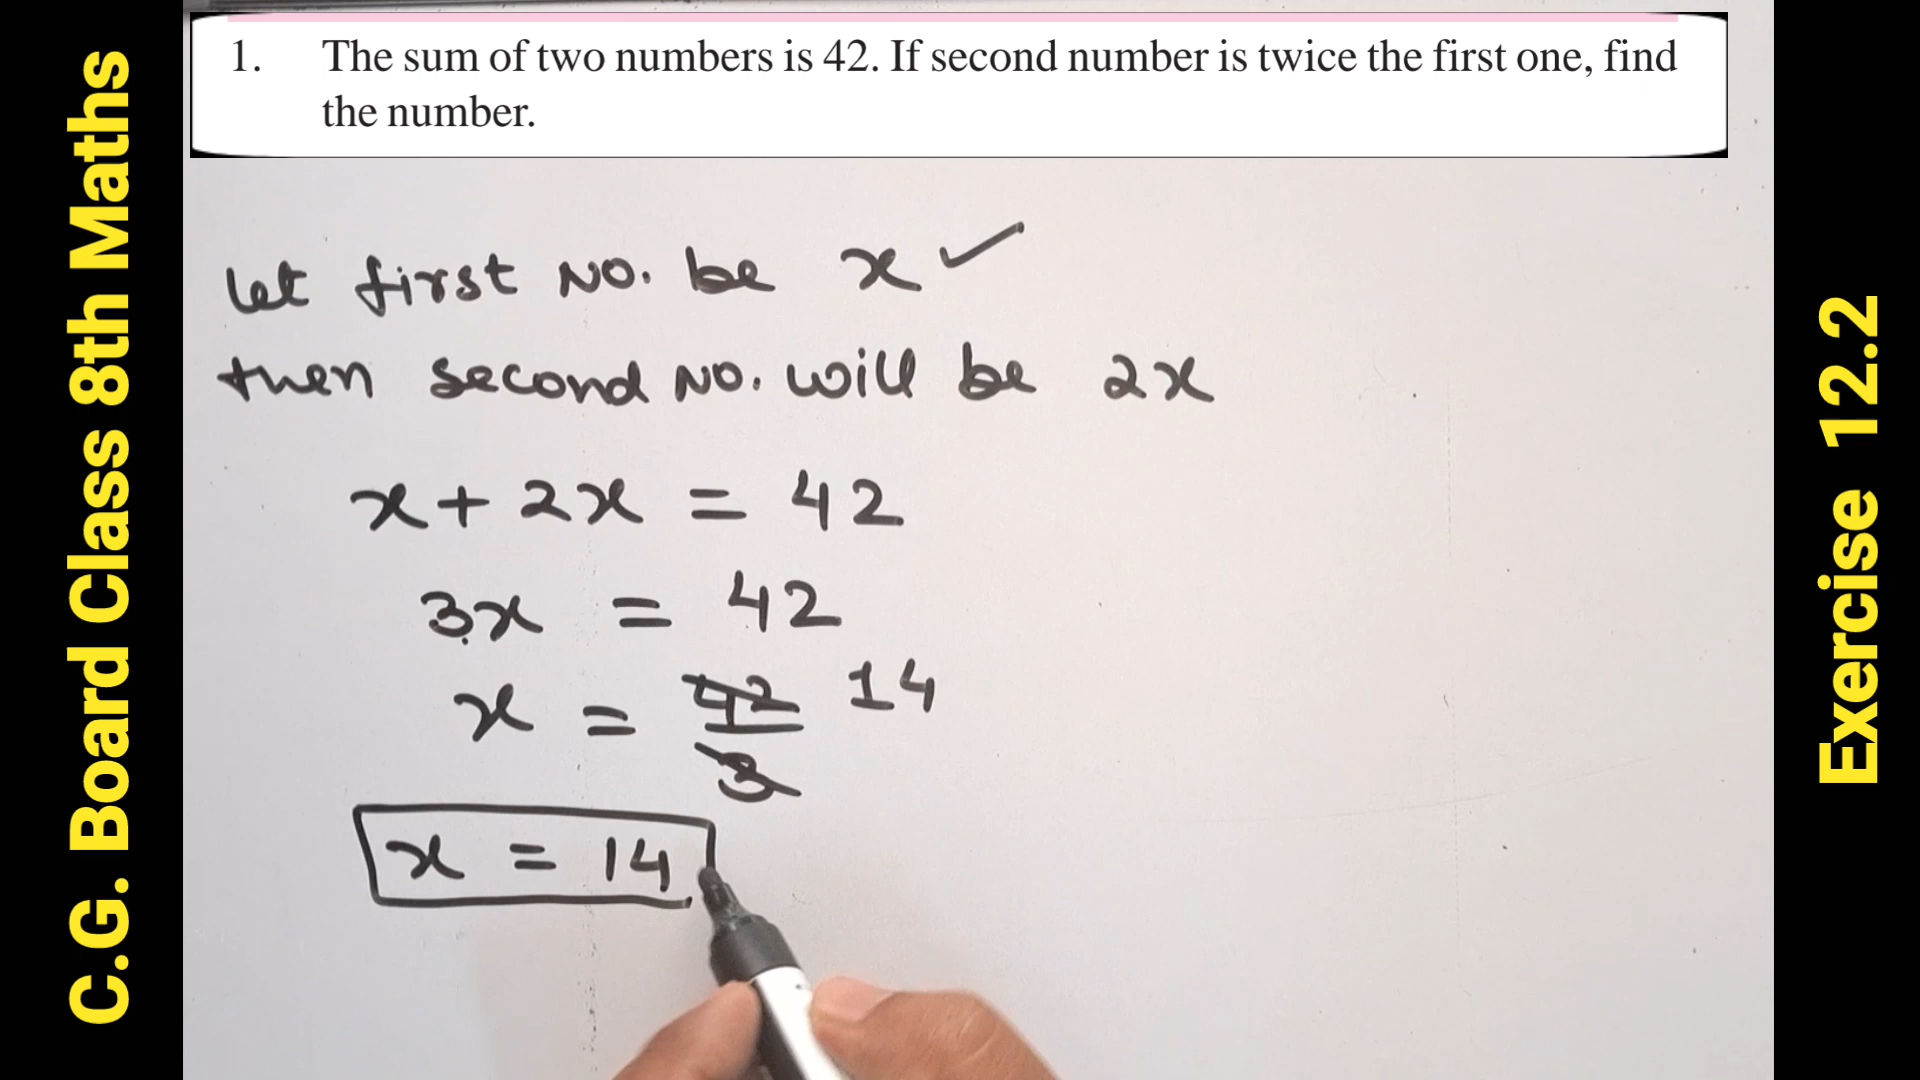 C.G. Board Class 8th Maths
1. The sum of two numbers is 42. If second number is twice the first one, find
the number.
Let first No. be x ✓
then second No. will be 2x
x + 2x = 42
3x = 42
x = 42/3 14
x = 14
Exercise 12.2